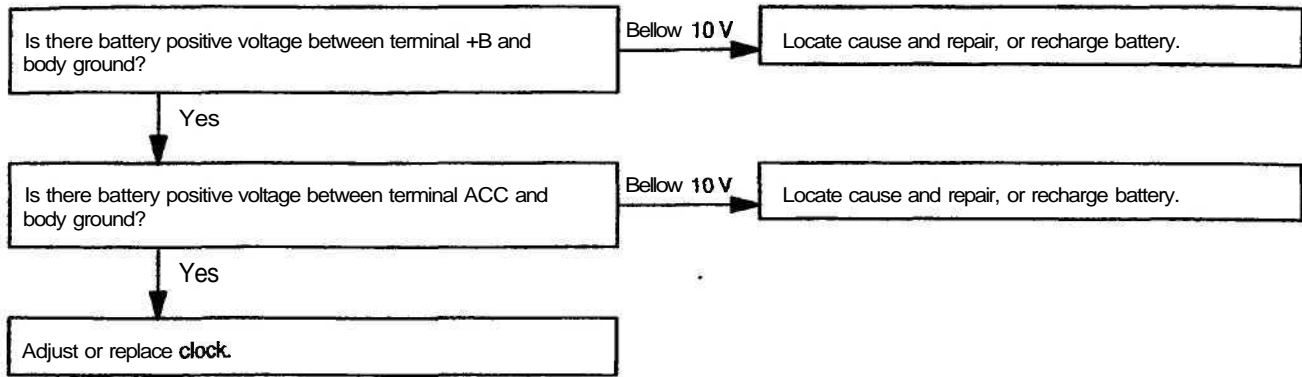 Is there battery positive voltage between terminal +B and
body ground?
Bellow 10 V
Locate cause and repair, or recharge battery.
Yes
Is there battery positive voltage between terminal ACC and
body ground?
Bellow 10 V
Locate cause and repair, or recharge battery.
Yes
Adjust or replace clock.